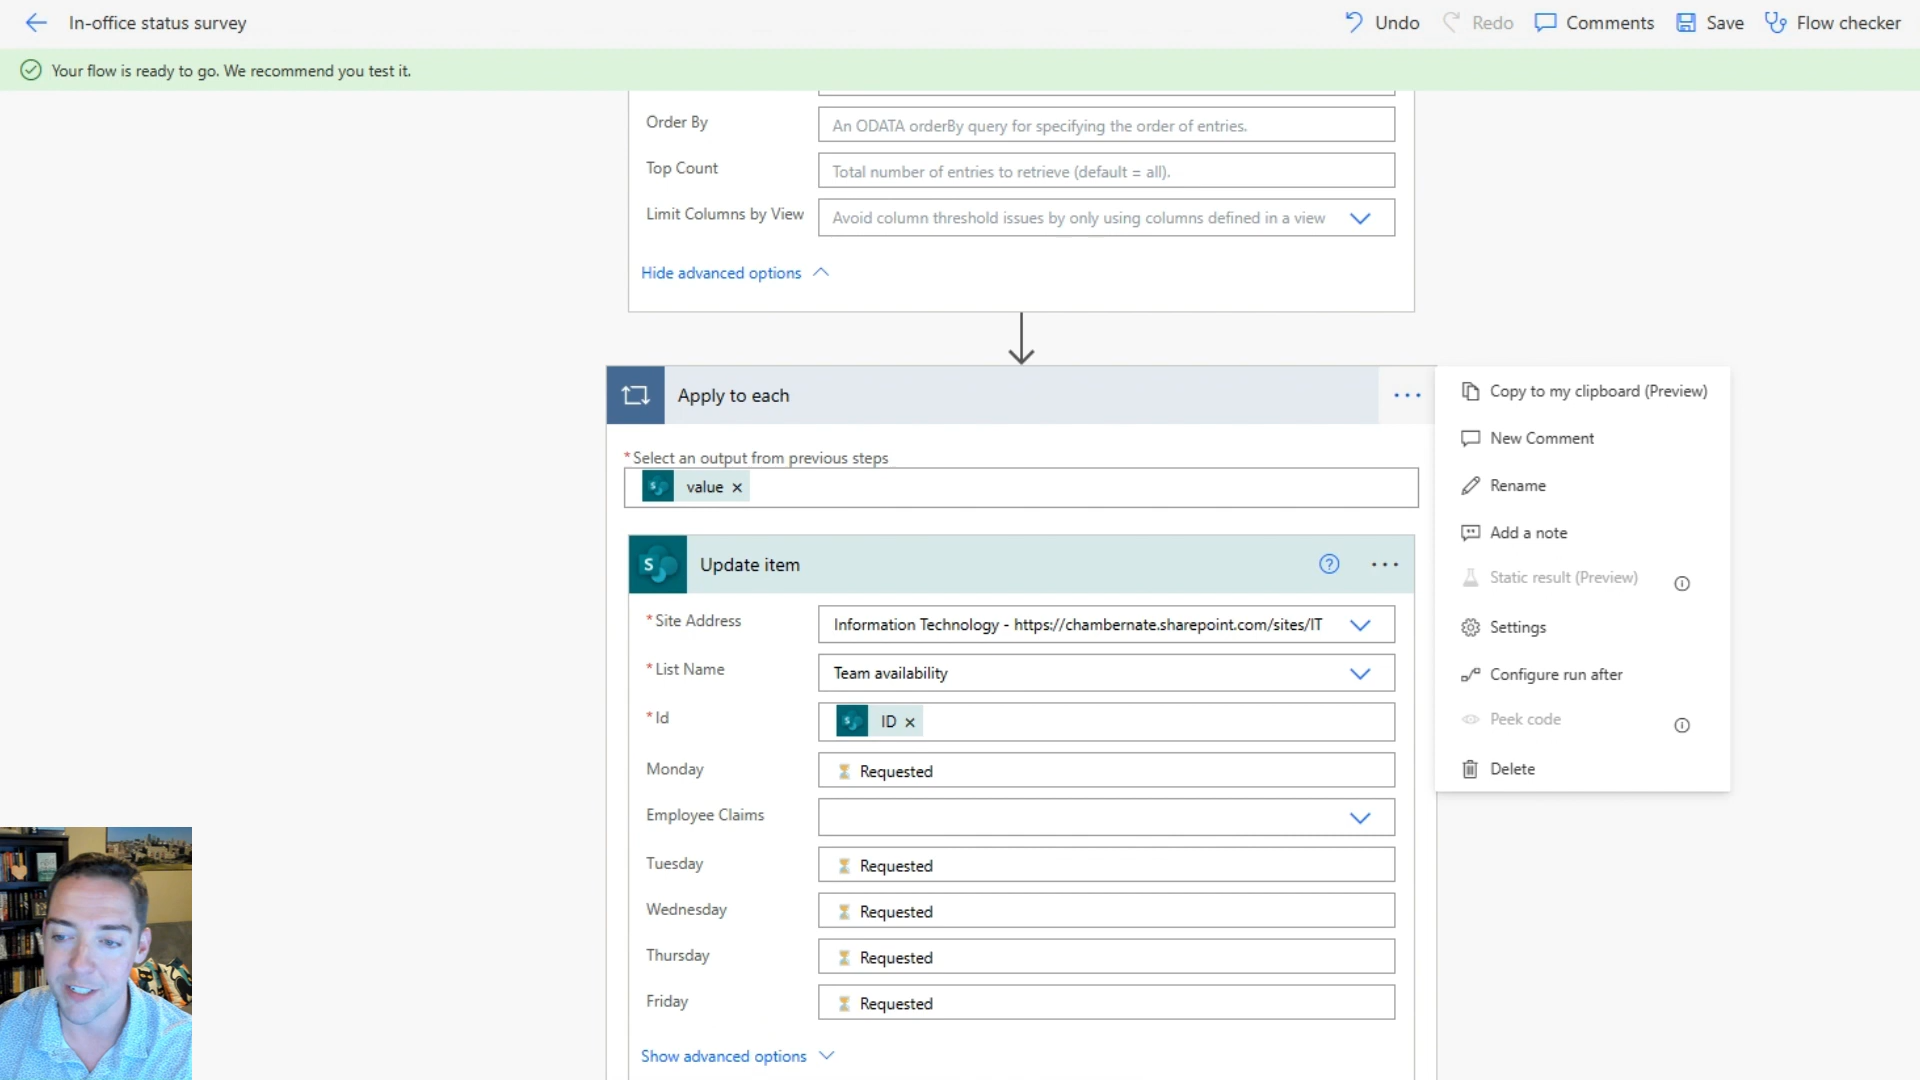 In-office status survey
Undo
Redo
Comments
Save
Flow checker
Your flow is ready to go. We recommend you test it.
Order By
An ODATA orderBy query for specifying the order of entries.
Top Count
Total number of entries to retrieve (default = all).
Limit Columns by View
Avoid column threshold issues by only using columns defined in a view
Hide advanced options
Apply to each
*Select an output from previous steps
value
Update item
*Site Address
Information Technology - https://chambernate.sharepoint.com/sites/IT
*List Name
Team availability
*Id
ID
Monday
Requested
Employee Claims
Tuesday
Requested
Wednesday
Requested
Thursday
Requested
Friday
Requested
Show advanced options
Copy to my clipboard (Preview)
New Comment
Rename
Add a note
Static result (Preview)
Settings
Configure run after
Peek code
Delete